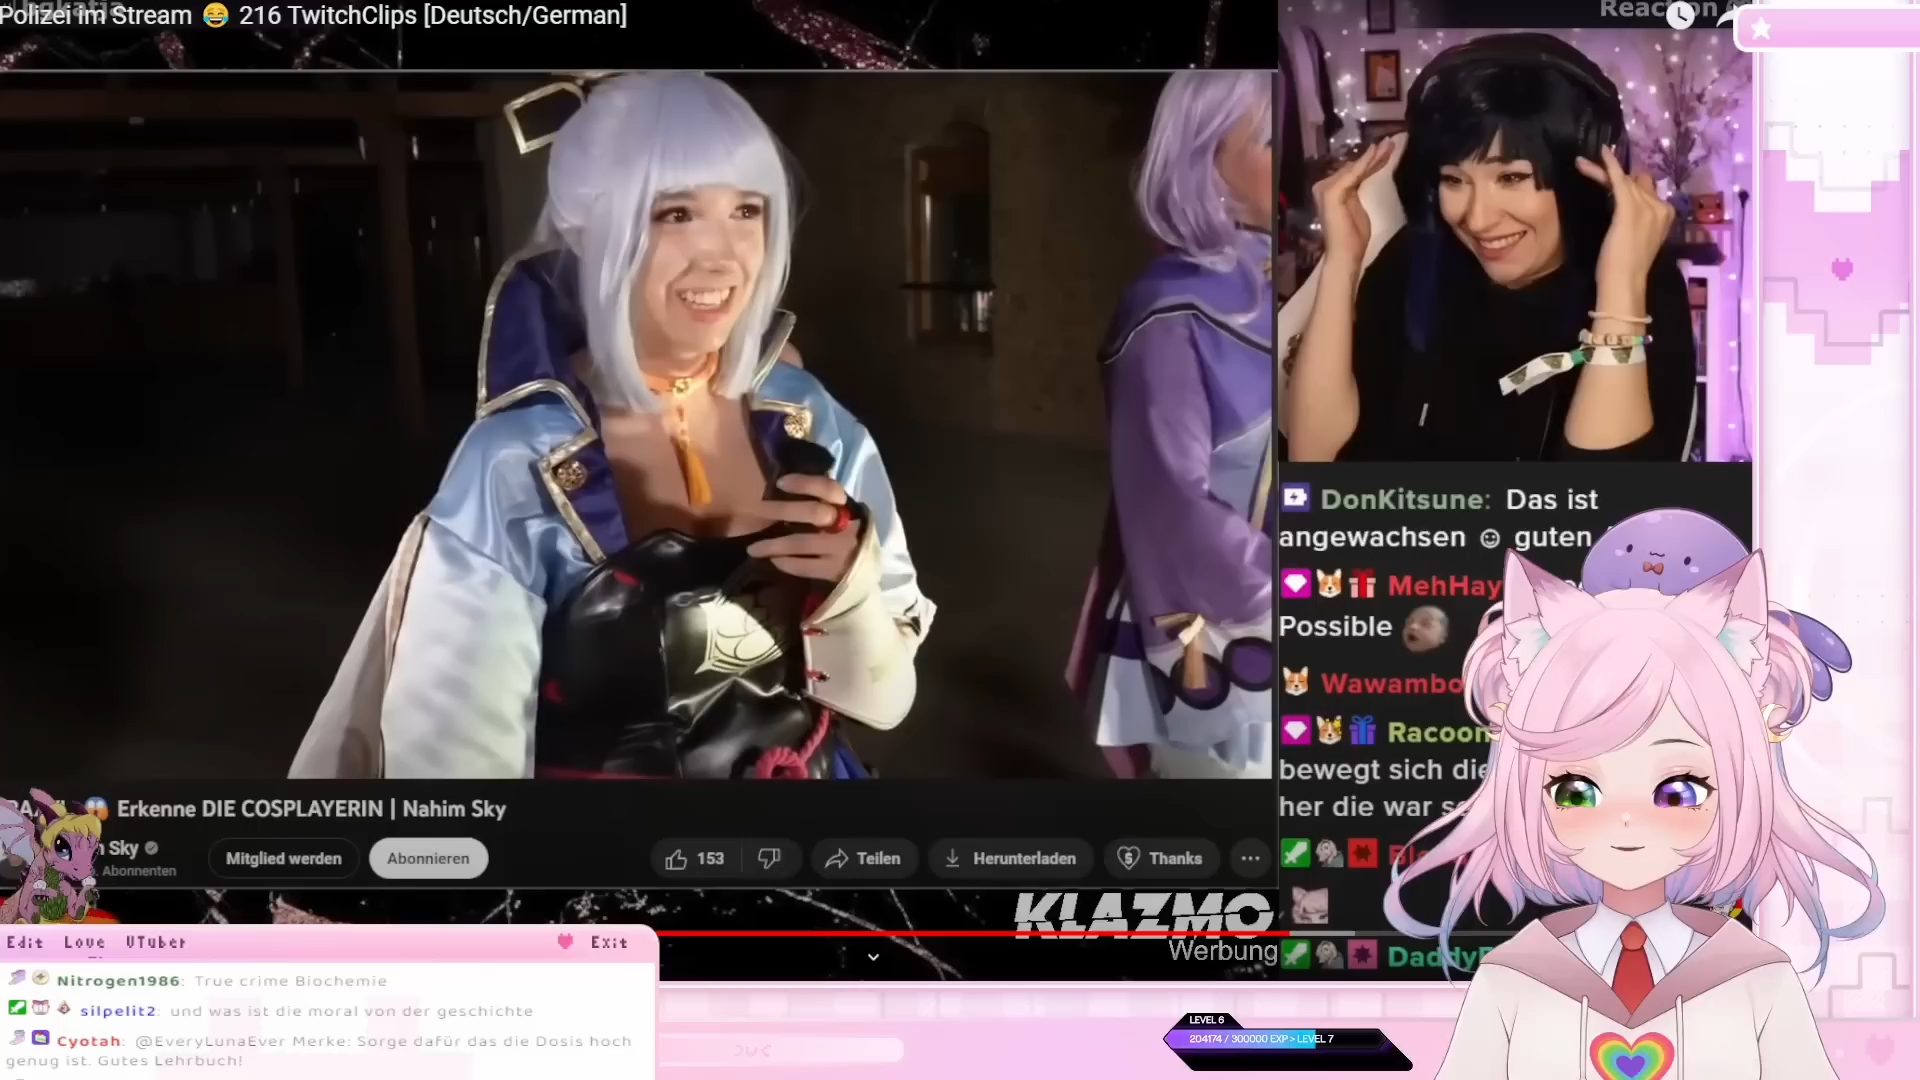 Polizei im Stream 😂 216 TwitchClips [Deutsch/German]
DonKitsune: Das ist
angewachsen ☺ guten
MehHay
Possible
Wawambo
Racoon
bewegt sich die
her die war
Erkenne DIE COSPLAYERIN | Nahim Sky
Sky
Abonnenten
Mitglied werden
Abonnieren
153
Teilen
Herunterladen
Thanks
KLAZMO
Werbung
Edit Love VTuber
Exit
Nitrogen1986: True crime Biochemie
silpelit2: und was ist die moral von der geschichte
Cyotah: @EveryLunaEver Merke: Sorge dafür das die Dosis hoch
genug ist. Gutes Lehrbuch!
LEVEL 6
204174 / 300000 EXP > LEVEL 7